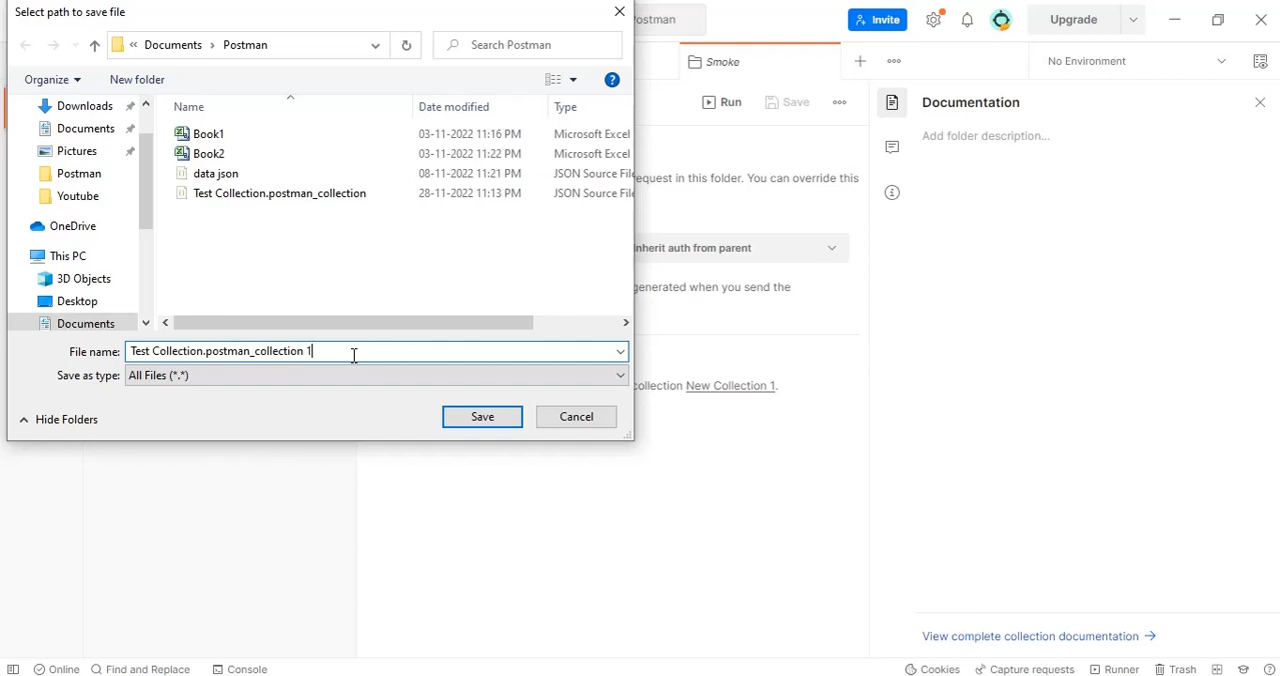 Select path to save file
Postman
Invite
Upgrade
« Documents › Postman
Search Postman
Smoke
No Environment
Organize
New folder
Downloads
Documents
Pictures
Postman
Youtube
OneDrive
This PC
3D Objects
Desktop
Documents
Name
Date modified
Type
Book1
03-11-2022 11:16 PM
Microsoft Excel
Book2
03-11-2022 11:22 PM
Microsoft Excel
data json
08-11-2022 11:21 PM
JSON Source File
Test Collection.postman_collection
28-11-2022 11:13 PM
JSON Source File
File name:
Test Collection.postman_collection 1
Save as type:
All Files (*.*)
Hide Folders
Save
Cancel
Run
Save
equest in this folder. You can override this
Inherit auth from parent
generated when you send the
collection New Collection 1.
Documentation
Add folder description…
View complete collection documentation →
Online
Find and Replace
Console
Cookies
Capture requests
Runner
Trash